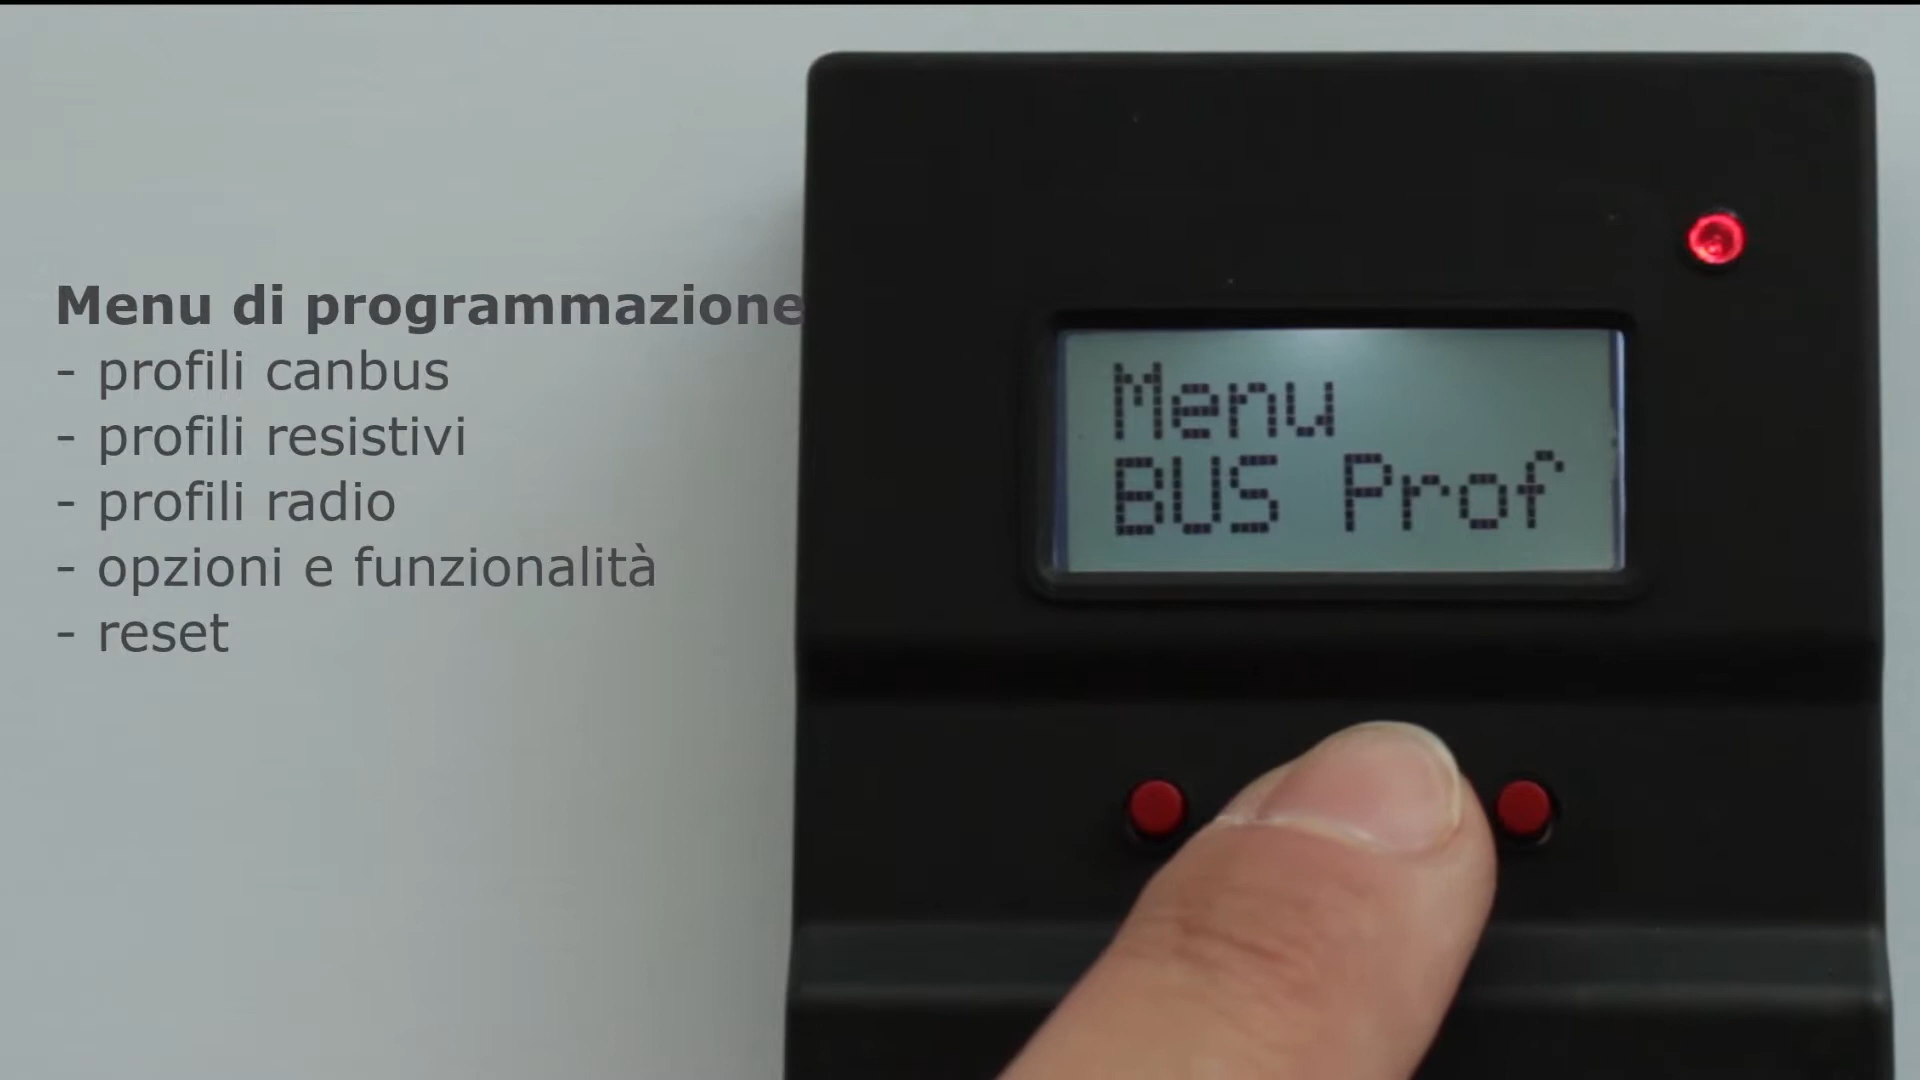 Menu di programmazione
- profili canbus
- profili resistivi
- profili radio
- opzioni e funzionalità
- reset
Menu
BUS Prof